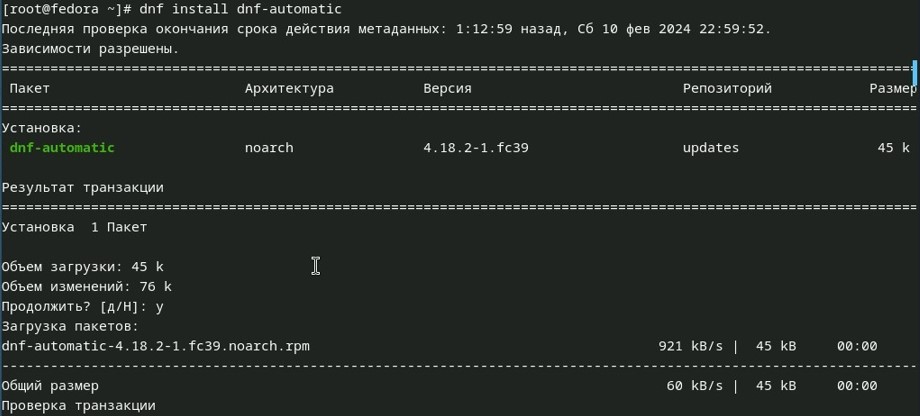 [root@fedora ~]# dnf install dnf-automatic
Последняя проверка окончания срока действия метаданных: 1:12:59 назад, Сб 10 фев 2024 22:59:52.
Зависимости разрешены.
================================================================================
Пакет Архитектура Версия Репозиторий Размер
================================================================================
Установка:
dnf-automatic noarch 4.18.2-1.fc39 updates 45 k
Результат транзакции
================================================================================
Установка  1 Пакет
Объем загрузки: 45 k
Объем изменений: 76 k
Продолжить? [д/Н]: y
Загрузка пакетов:
dnf-automatic-4.18.2-1.fc39.noarch.rpm 921 kB/s |  45 kB 00:00
--------------------------------------------------------------------------------
Общий размер 60 kB/s |  45 kB 00:00
Проверка транзакции